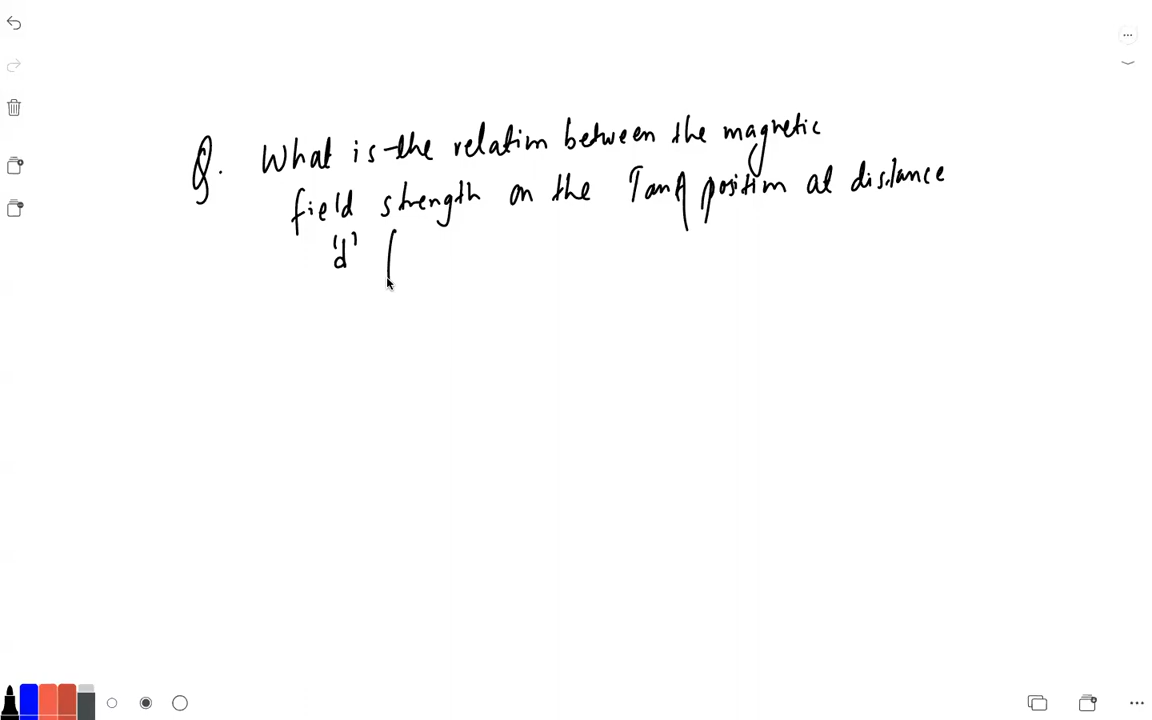 Q. What is the relation between the magnetic
field strength on the Tan A position at distance
'd' (